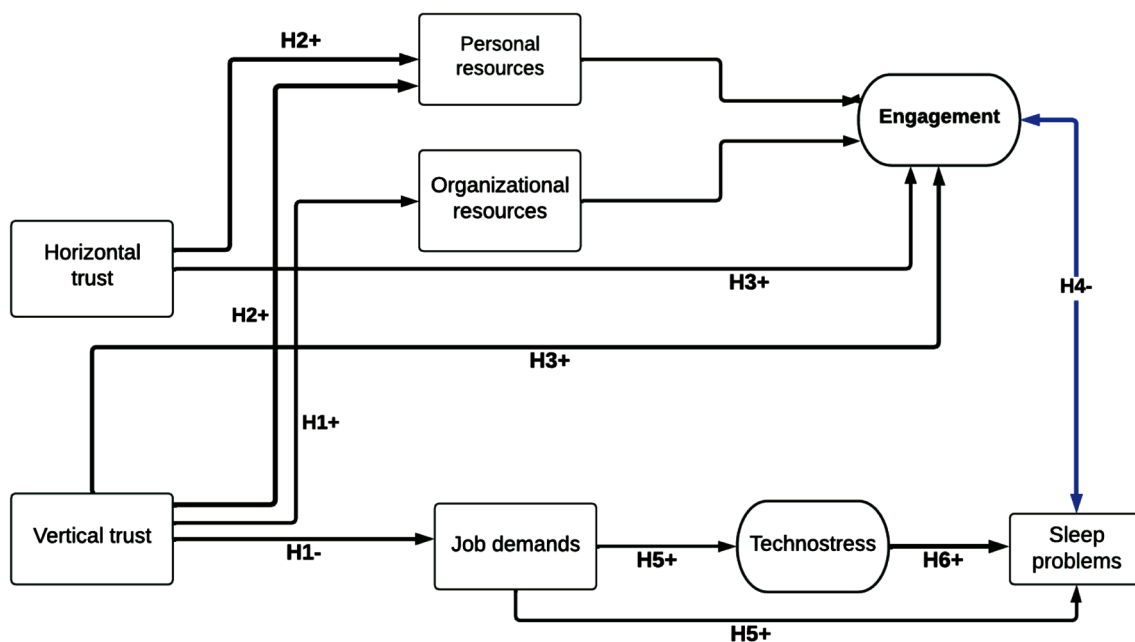 H2+
Personal
resources
Engagement
Organizational
resources
Horizontal
trust
H3+
H4-
H2+
H3+
H1+
Vertical trust
H1-
Job demands
H5+
Technostress
H6+
Sleep
problems
H5+